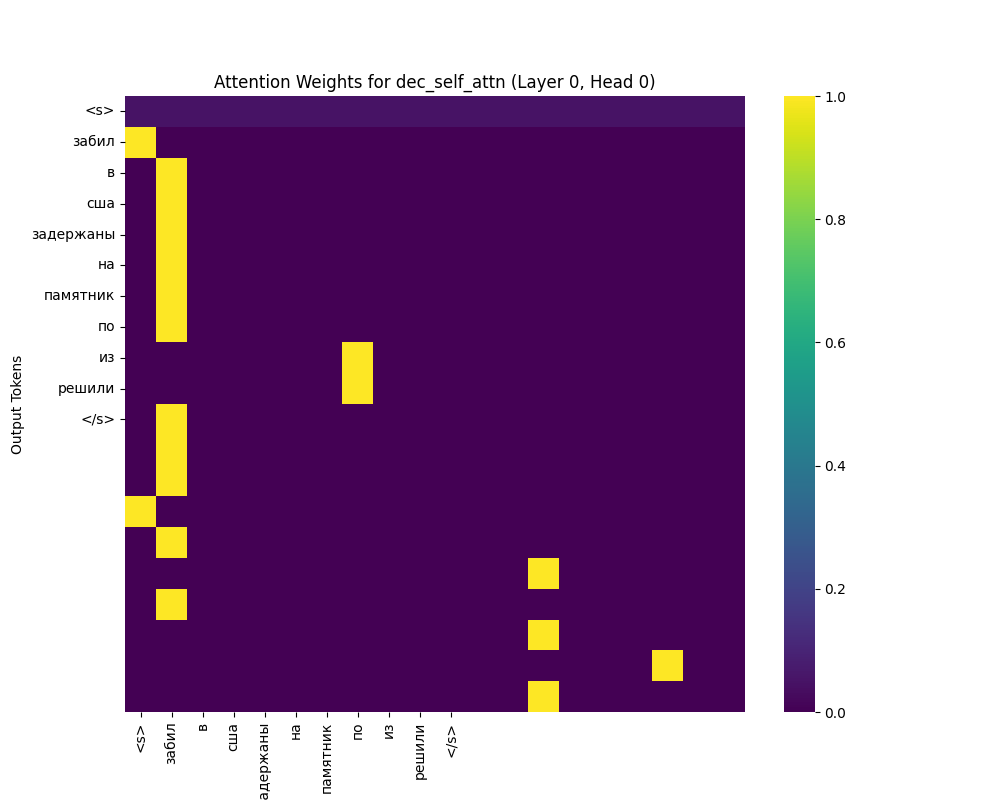 Attention Weights for dec_self_attn (Layer 0, Head 0)
Output Tokens
<s>
забил
в
сша
задержаны
на
памятник
по
из
решили
</s>
<s>
забил
в
сша
адержаны
на
памятник
по
из
решили
</s>
1.0
0.8
0.6
0.4
0.2
0.0